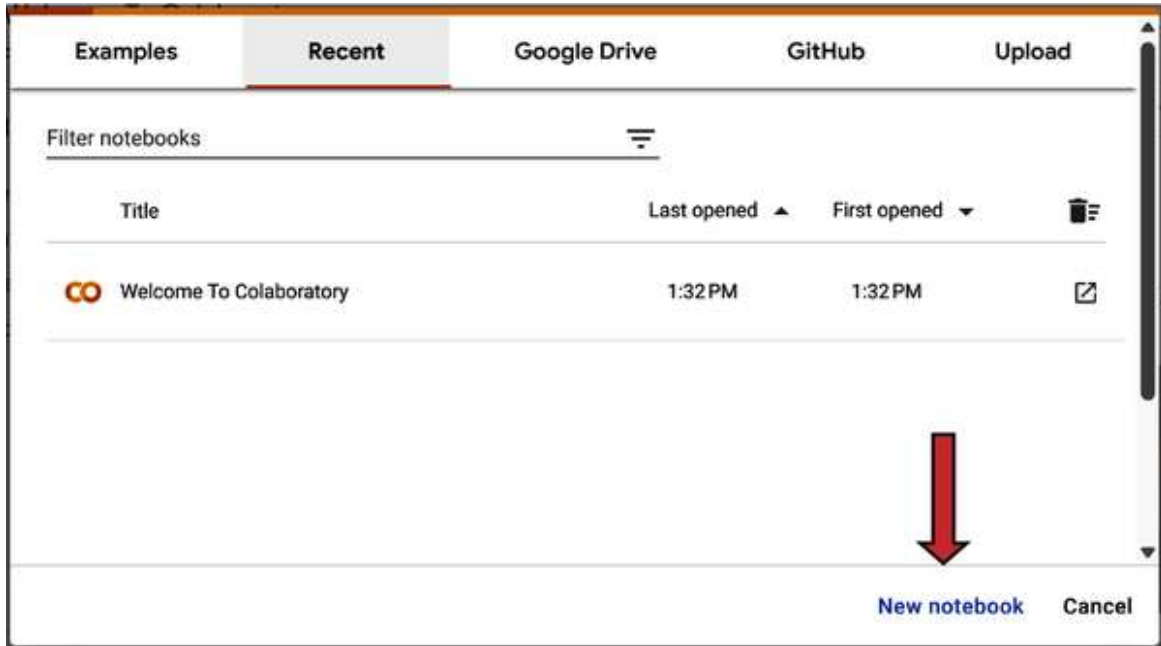 Examples Recent Google Drive GitHub Upload
Filter notebooks
Title Last opened First opened
CO Welcome To Colaboratory 1:32 PM 1:32 PM
New notebook Cancel